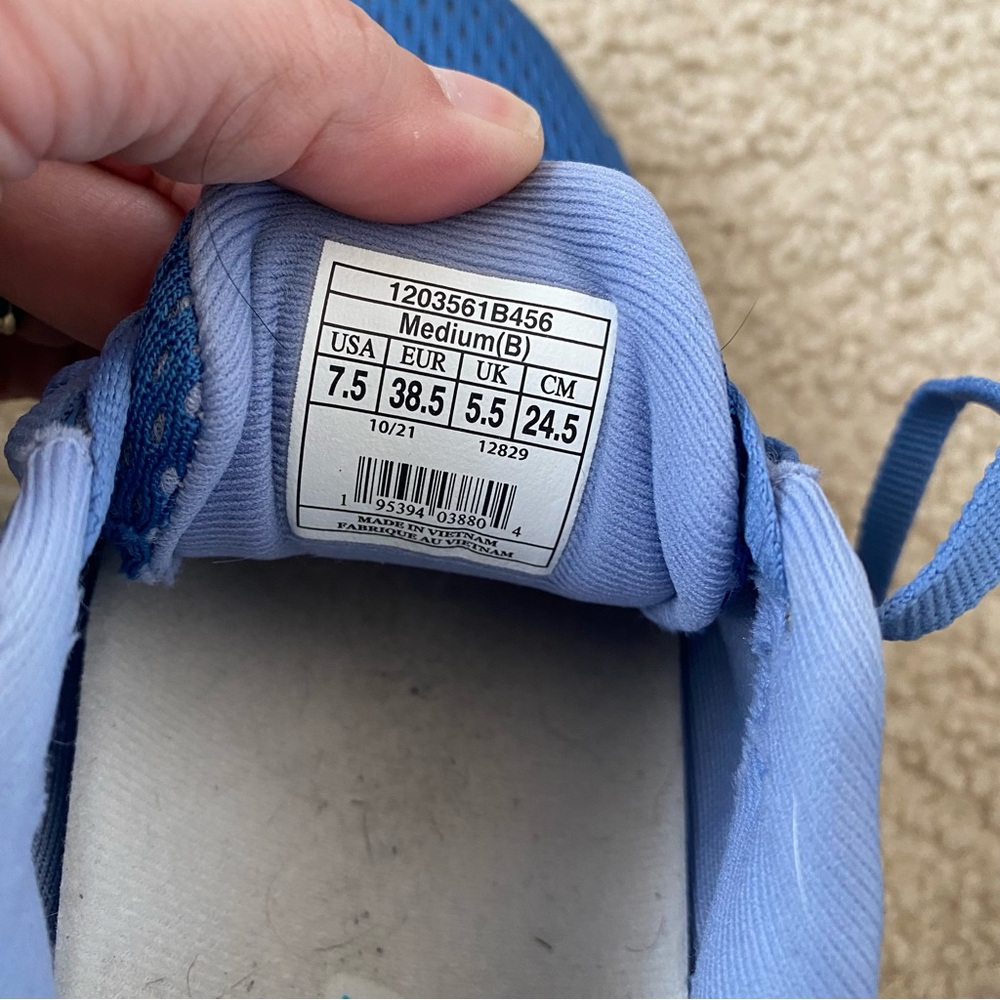 1203561B456
Medium(B)
USA EUR UK CM
7.5 38.5 5.5 24.5
10/21 12829
1 95394 03880 4
MADE IN VIETNAM
FABRIQUE AU VIETNAM